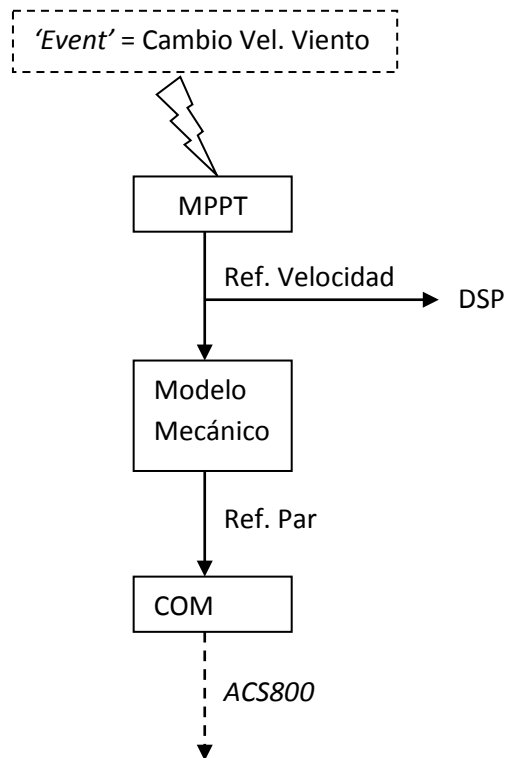 ‘Event’ = Cambio Vel. Viento
MPPT
Ref. Velocidad
DSP
Modelo
Mecánico
Ref. Par
COM
ACS800